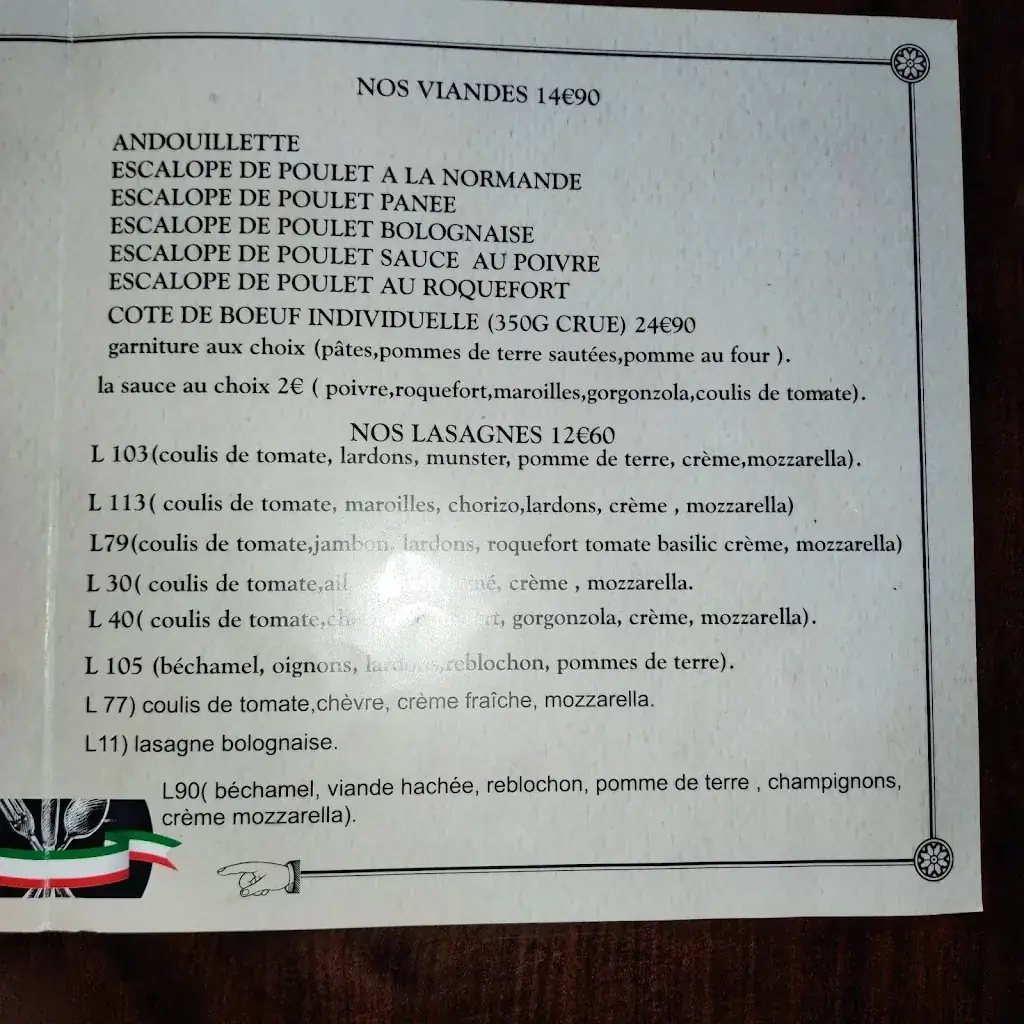 NOS VIANDES 14€90
ANDOUILLETTE
ESCALOPE DE POULET A LA NORMANDE
ESCALOPE DE POULET PANEE
ESCALOPE DE POULET BOLOGNAISE
ESCALOPE DE POULET SAUCE AU POIVRE
ESCALOPE DE POULET AU ROQUEFORT
COTE DE BOEUF INDIVIDUELLE (350G CRUE) 24€90
garniture aux choix (pâtes,pommes de terre sautées,pomme au four ).
la sauce au choix 2€ ( poivre,roquefort,maroilles,gorgonzola,coulis de tomate).
NOS LASAGNES 12€60
L 103(coulis de tomate, lardons, munster, pomme de terre, crème,mozzarella).
L 113( coulis de tomate, maroilles, chorizo,lardons, crème , mozzarella)
L79(coulis de tomate,jambon, lardons, roquefort tomate basilic crème, mozzarella)
L 30( coulis de tomate,ail crème , mozzarella.
L 40( coulis de tomate, gorgonzola, crème, mozzarella).
L 105 (béchamel, oignons, lardons,reblochon, pommes de terre).
L 77) coulis de tomate,chèvre, crème fraîche, mozzarella.
L11) lasagne bolognaise.
L90( béchamel, viande hachée, reblochon, pomme de terre , champignons,
crème mozzarella).